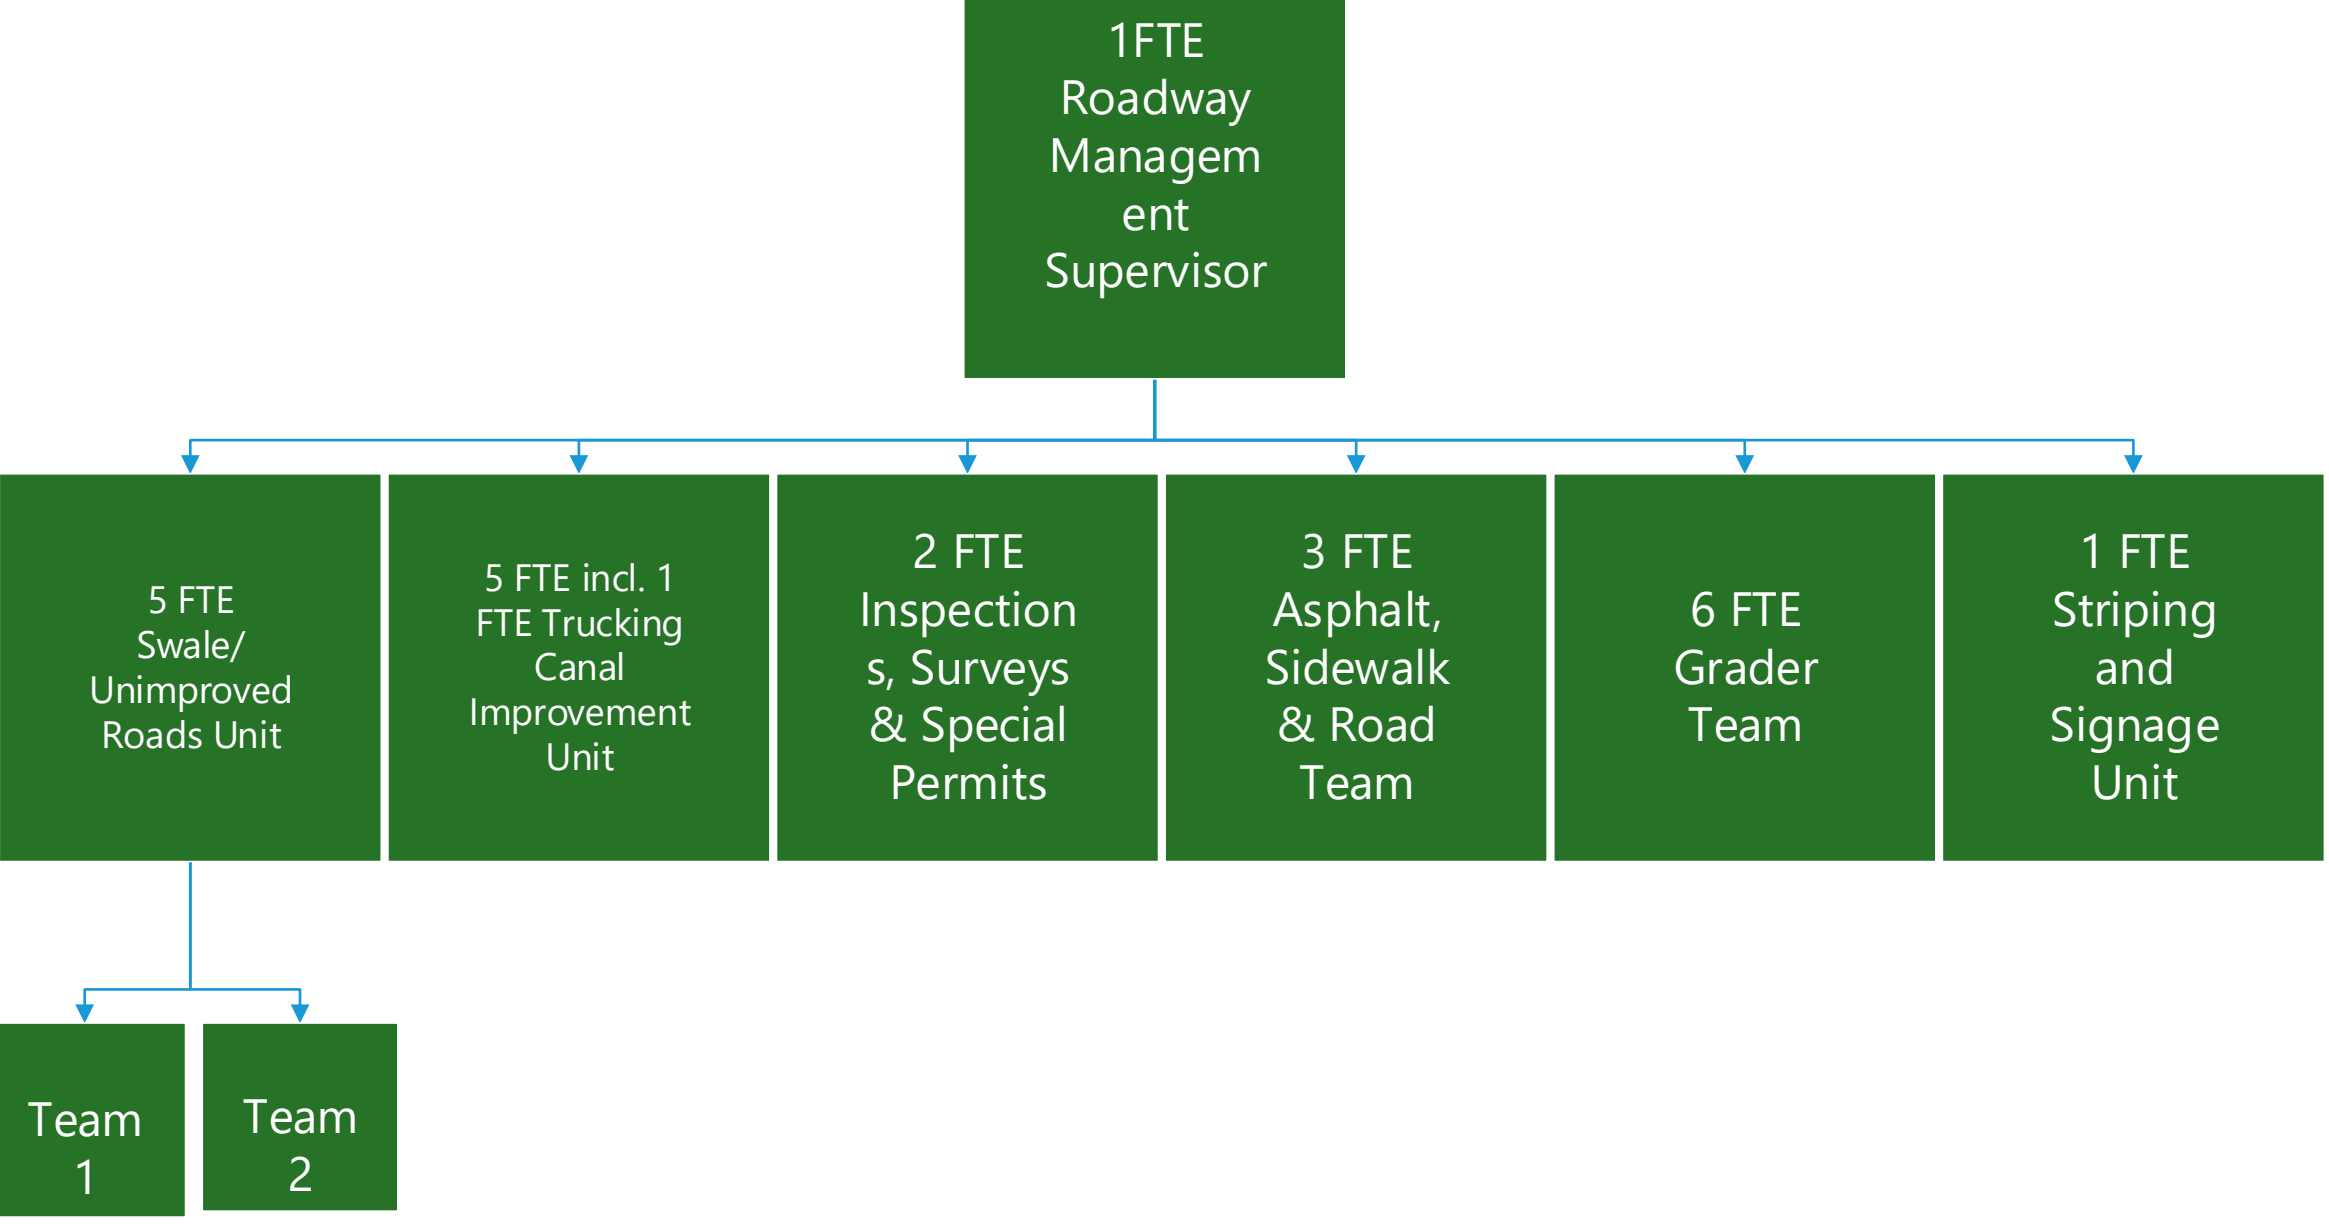 1FTE
Roadway
Managem
ent
Supervisor
5 FTE
Swale/
Unimproved
Roads Unit
5 FTE incl. 1
FTE Trucking
Canal
Improvement
Unit
2 FTE
Inspection
s, Surveys
& Special
Permits
3 FTE
Asphalt,
Sidewalk
& Road
Team
6 FTE
Grader
Team
1 FTE
Striping
and
Signage
Unit
Team
1
Team
2